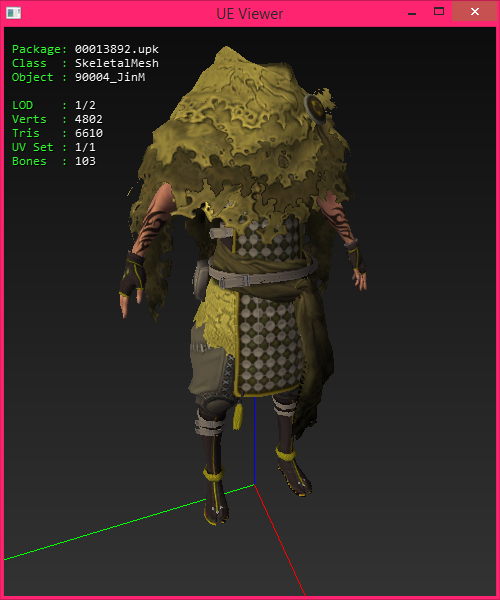 UE Viewer
Package: 00013892.upk
Class : SkeletalMesh
Object : 90004_JinM
LOD : 1/2
Verts : 4802
Tris : 6610
UV Set : 1/1
Bones : 103